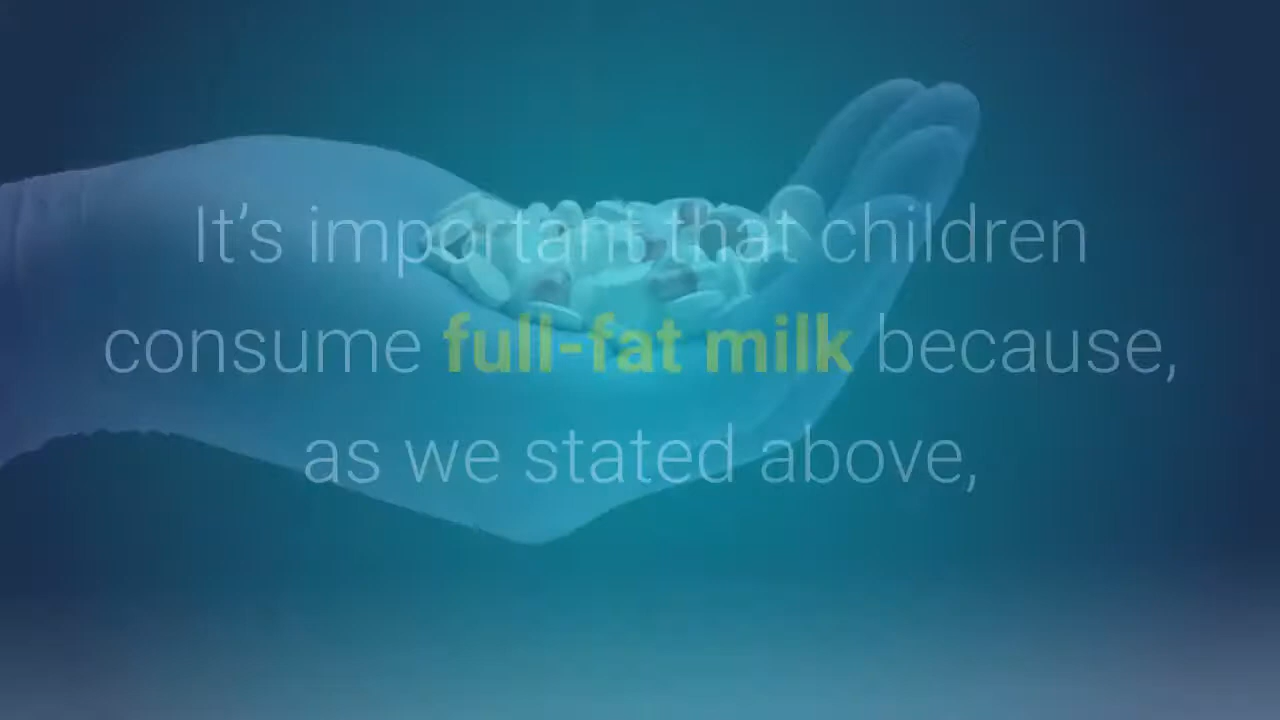 It’s important that children
consume full-fat milk because,
as we stated above,